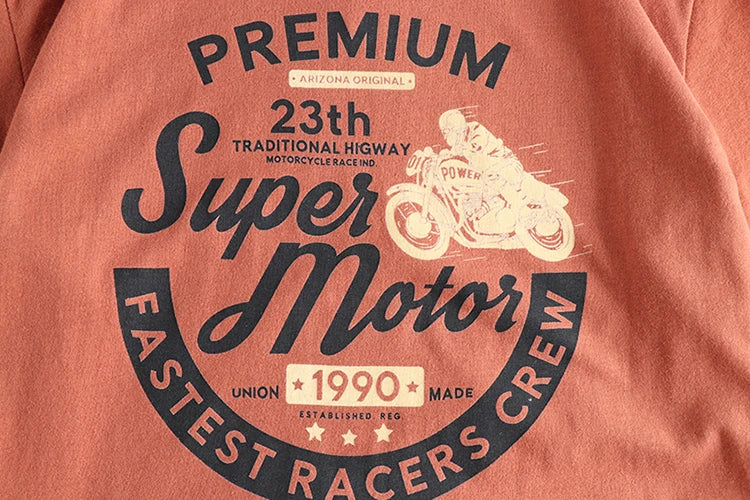 PREMIUM
• ARIZONA ORIGINAL •
23th
TRADITIONAL HIGWAY
MOTORCYCLE RACE IND.
01
POWER
Super
Motor
UNION ★ 1990 ★ MADE
ESTABLISHED. REG.
FASTEST RACERS CREW